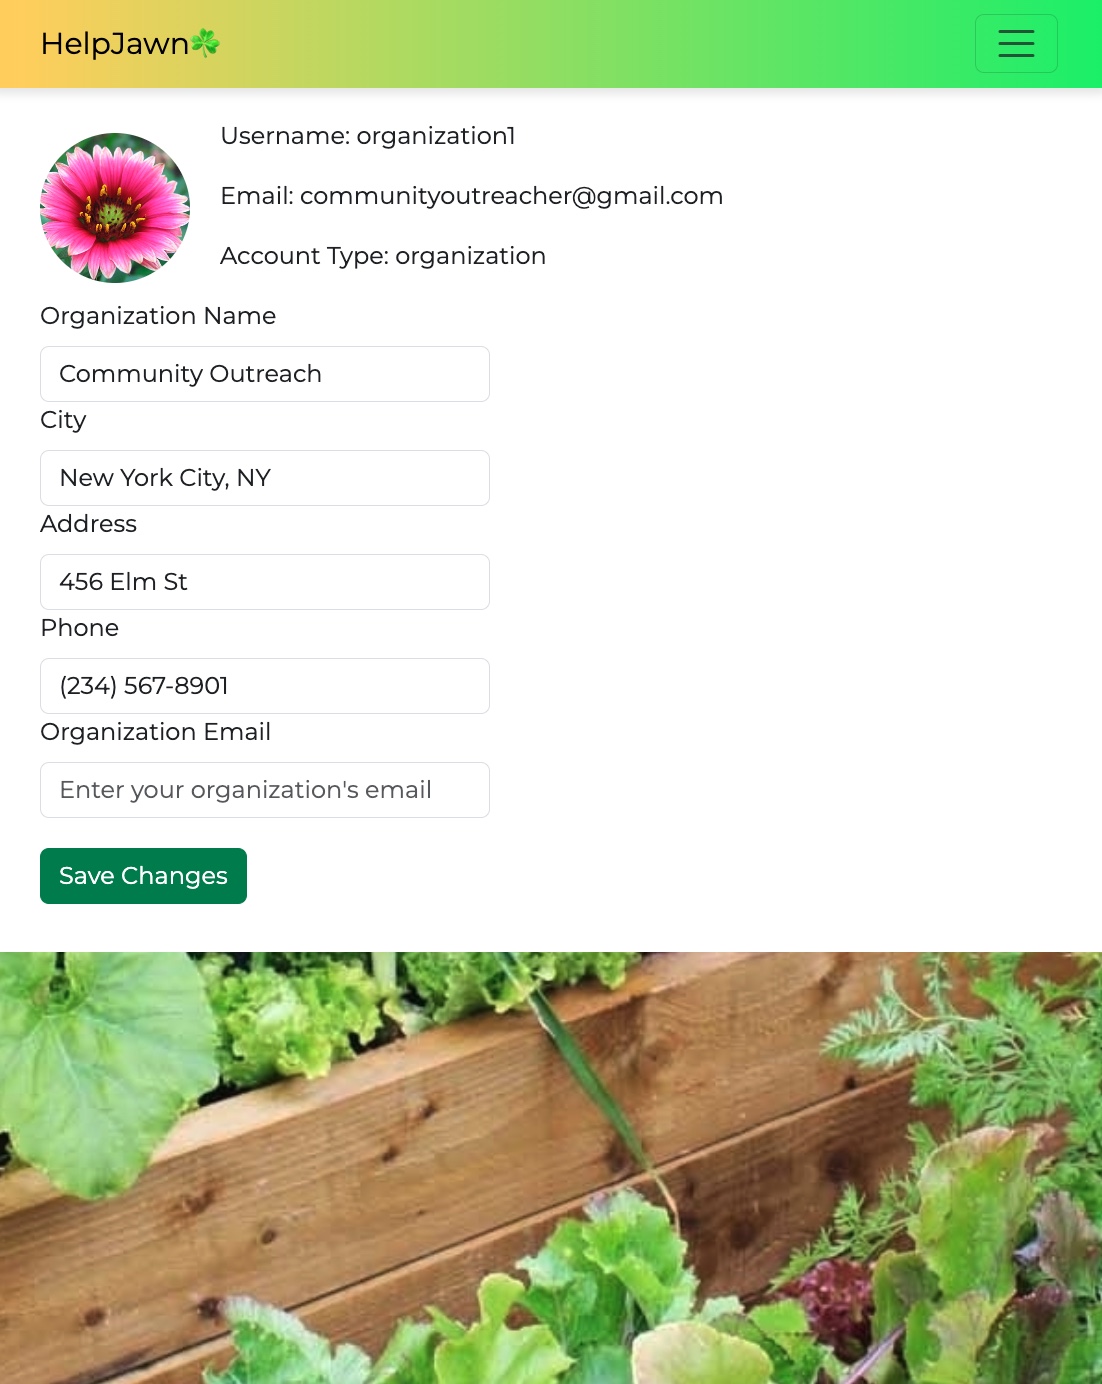 HelpJawn☘️
Username: organization1
Email: communityoutreacher@gmail.com
Account Type: organization
Organization Name
Community Outreach
City
New York City, NY
Address
456 Elm St
Phone
(234) 567-8901
Organization Email
Enter your organization's email
Save Changes